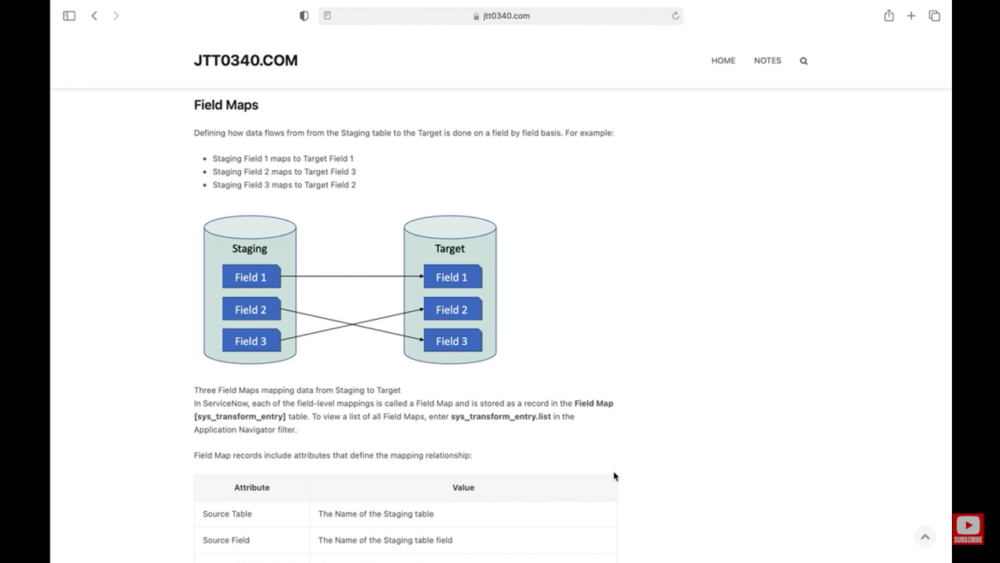 jtt0340.com
JTT0340.COM
HOME
NOTES
Field Maps
Defining how data flows from from the Staging table to the Target is done on a field by field basis. For example:
Staging Field 1 maps to Target Field 1
Staging Field 2 maps to Target Field 3
Staging Field 3 maps to Target Field 2
Staging
Target
Field 1
Field 1
Field 2
Field 2
Field 3
Field 3
Three Field Maps mapping data from Staging to Target
In ServiceNow, each of the field-level mappings is called a Field Map and is stored as a record in the Field Map
[sys_transform_entry] table. To view a list of all Field Maps, enter sys_transform_entry.list in the
Application Navigator filter.
Field Map records include attributes that define the mapping relationship:
Attribute
Value
Source Table
The Name of the Staging table
Source Field
The Name of the Staging table field
SUBSCRIBE